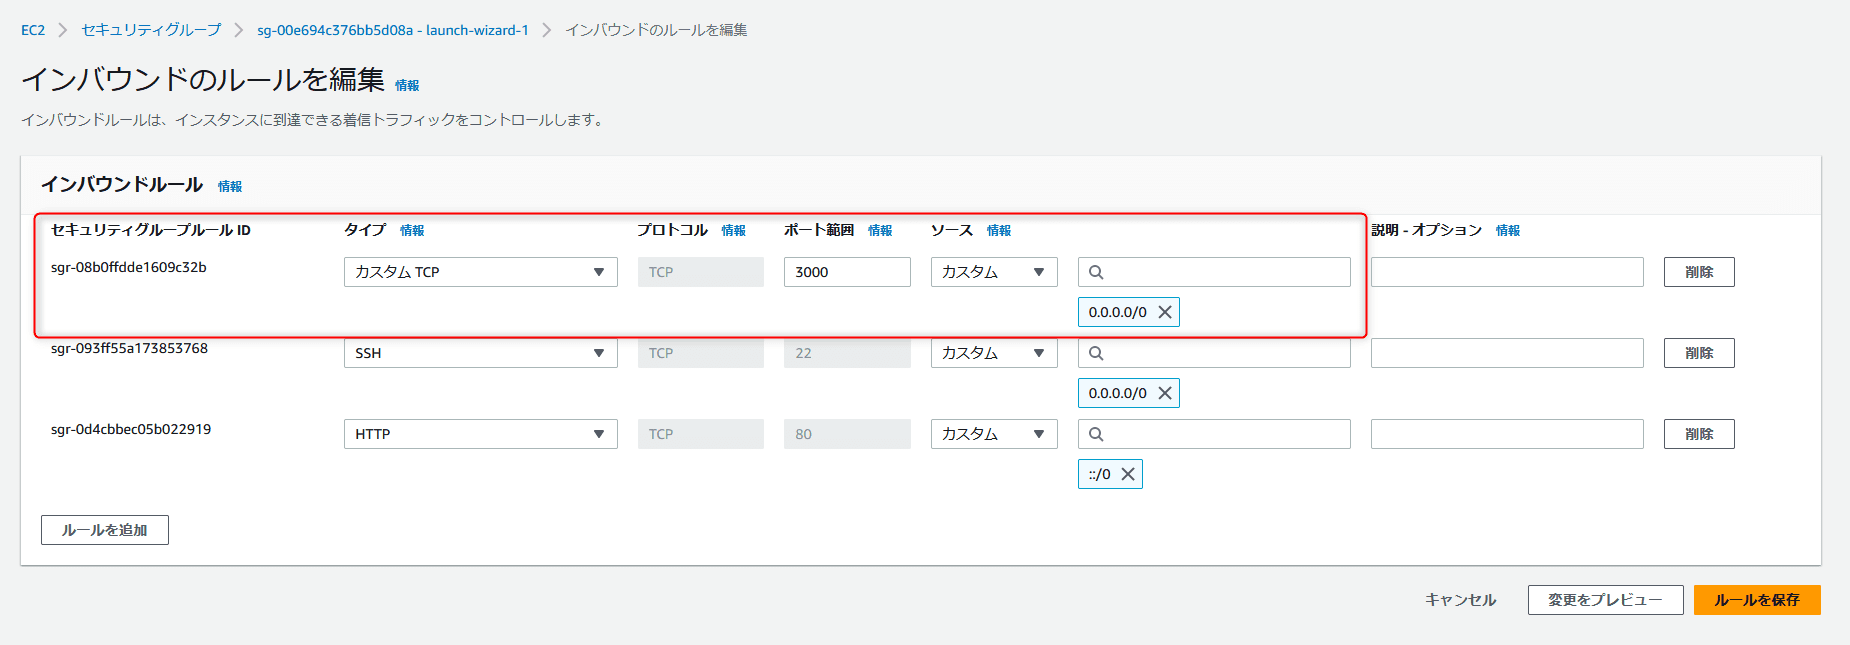 EC2 > セキュリティグループ > sg-00e694c376bb5d08a - launch-wizard-1 > インバウンドのルールを編集
インバウンドのルールを編集 情報
インバウンドルールは、インスタンスに到達できる着信トラフィックをコントロールします。
インバウンドルール 情報
セキュリティグループルール ID タイプ 情報 プロトコル 情報 ポート範囲 情報 ソース 情報 説明 - オプション 情報
sgr-08b0ffdde1609c32b カスタム TCP TCP 3000 カスタム 削除
0.0.0.0/0
sgr-093ff55a173853768 SSH TCP 22 カスタム 削除
0.0.0.0/0
sgr-0d4cbbec05b022919 HTTP TCP 80 カスタム 削除
::/0
ルールを追加
キャンセル 変更をプレビュー ルールを保存